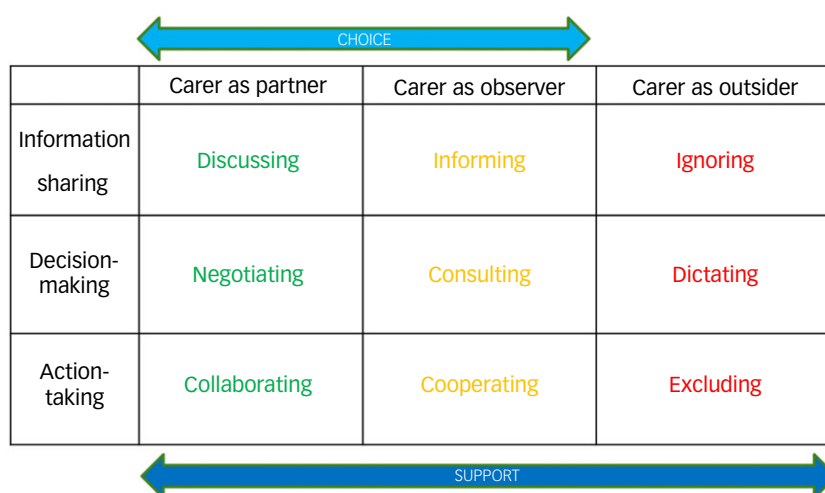 CHOICE
Carer as partner Carer as observer Carer as outsider
Information
sharing
Discussing Informing Ignoring
Decision-
making
Negotiating Consulting Dictating
Action-
taking
Collaborating Cooperating Excluding
SUPPORT